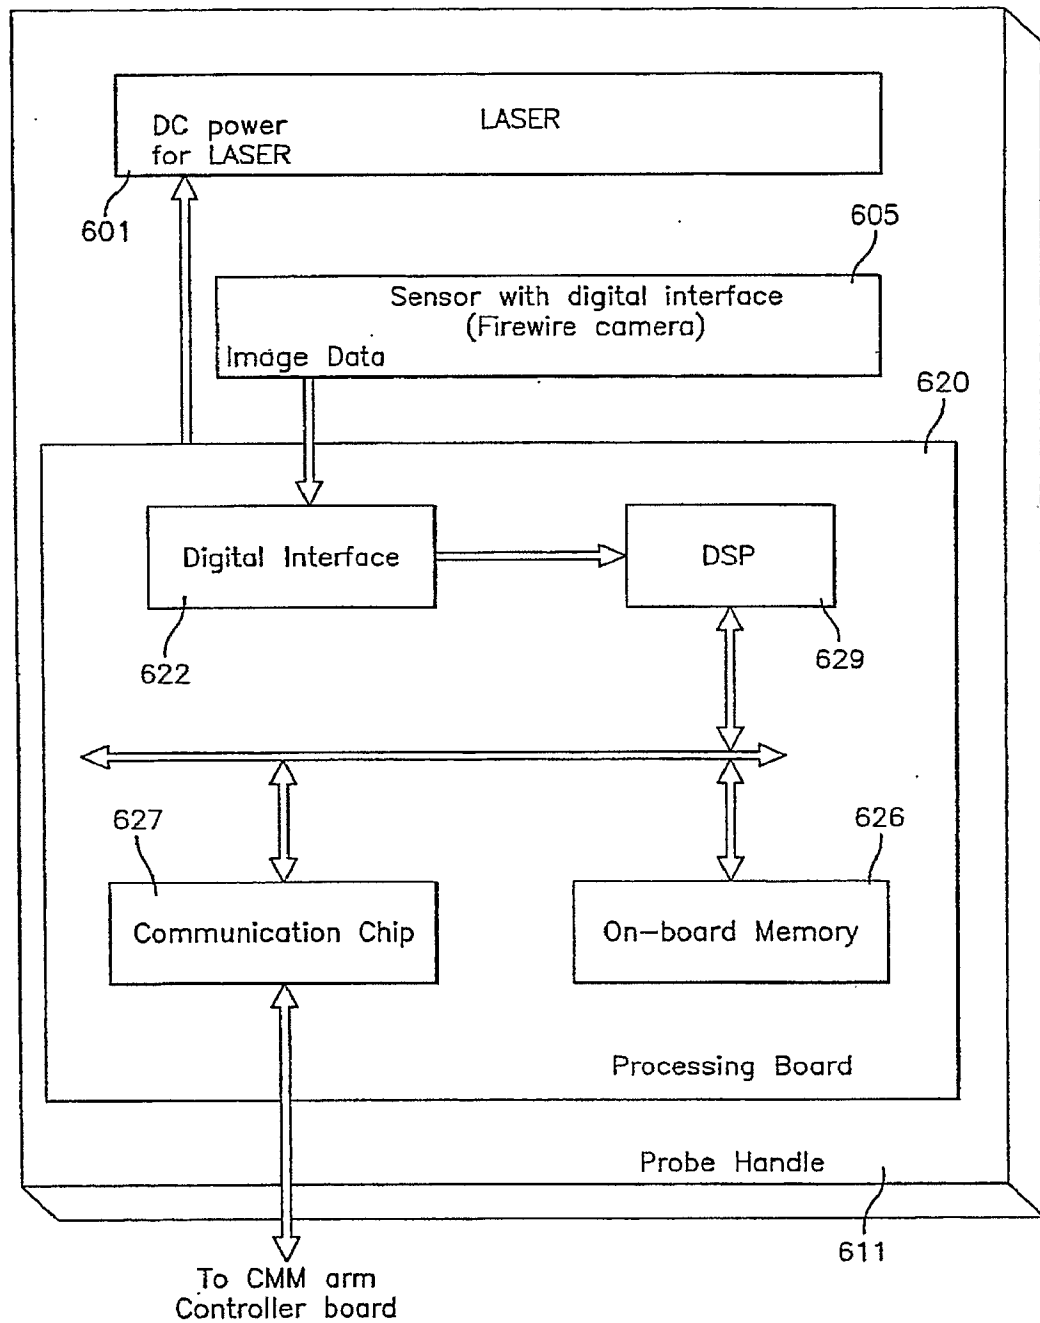 LASER
DC power
for LASER
601
605
Sensor with digital interface
(Firewire camera)
Image Data
620
Digital Interface
DSP
622
629
627
626
Communication Chip
On-board Memory
Processing Board
Probe Handle
611
To CMM arm
Controller board